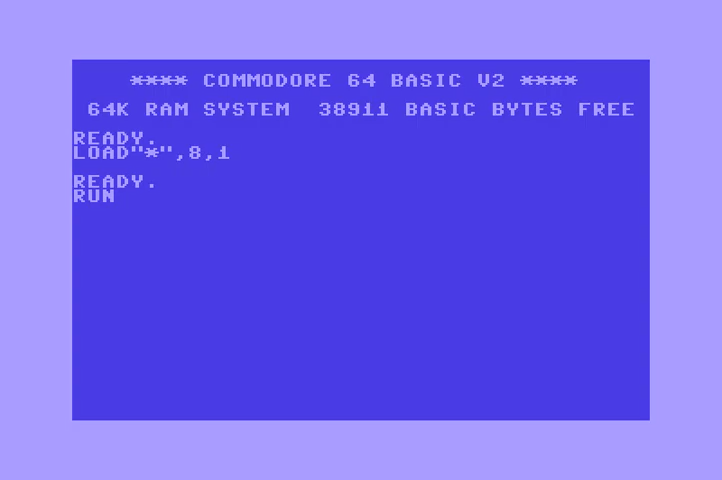 **** COMMODORE 64 BASIC V2 ****
64K RAM SYSTEM  38911 BASIC BYTES FREE
READY.
LOAD"*",8,1
READY.
RUN